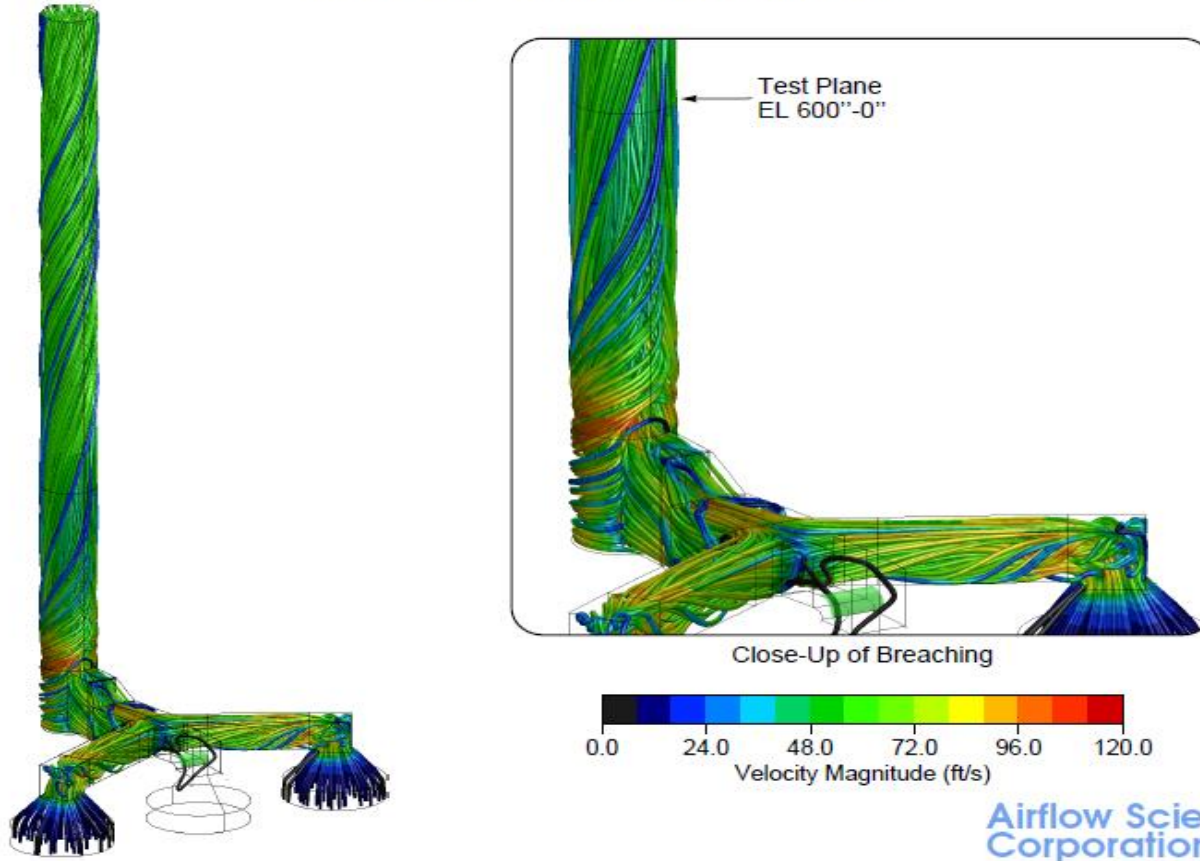 Test Plane
EL 600''-0''
Close-Up of Breaching
0.0 24.0 48.0 72.0 96.0 120.0
Velocity Magnitude (ft/s)
Airflow Scie
Corporation